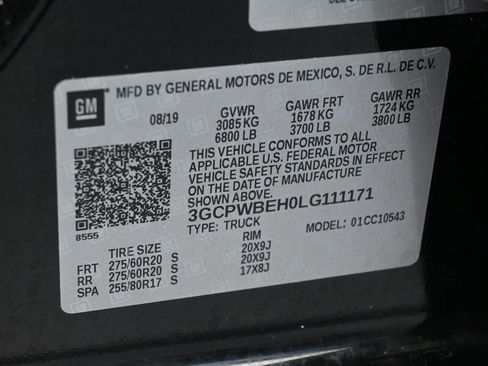 GM
MFD BY GENERAL MOTORS DE MEXICO, S. DE R.L. DE C.V.
08/19 GVWR GAWR FRT GAWR RR
3085 KG 1678 KG 1724 KG
6800 LB 3700 LB 3800 LB
THIS VEHICLE CONFORMS TO ALL
APPLICABLE U.S. FEDERAL MOTOR
VEHICLE SAFETY STANDARDS IN EFFECT
ON THE DATE OF MANUFACTURE
SHOWN ABOVE.
3GCPWBEH0LG111171
8555
TYPE: TRUCK MODEL: 01CC10543
TIRE SIZE RIM
FRT 275/60R20 S 20X9J
RR 275/60R20 S 20X9J
SPA 255/80R17 S 17X8J